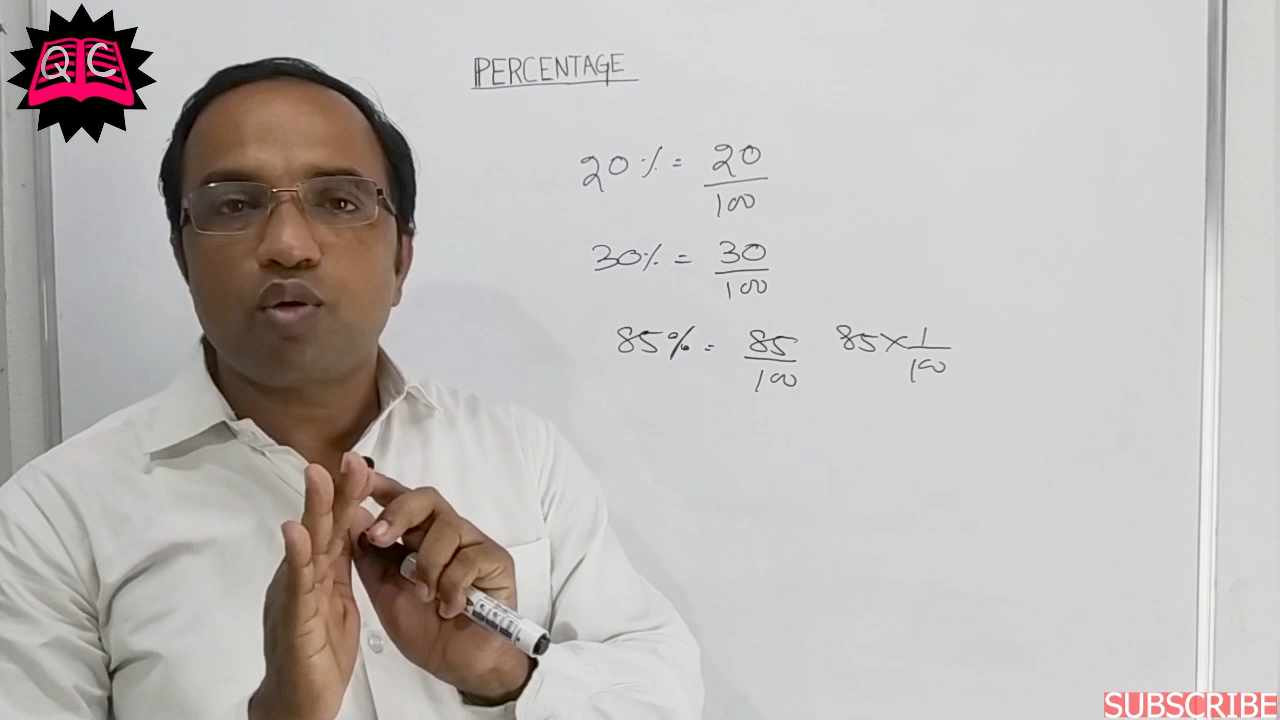 QC
PERCENTAGE
20% = 20/100
30% = 30/100
85% = 85/100 85×1/100
SUBSCRIBE